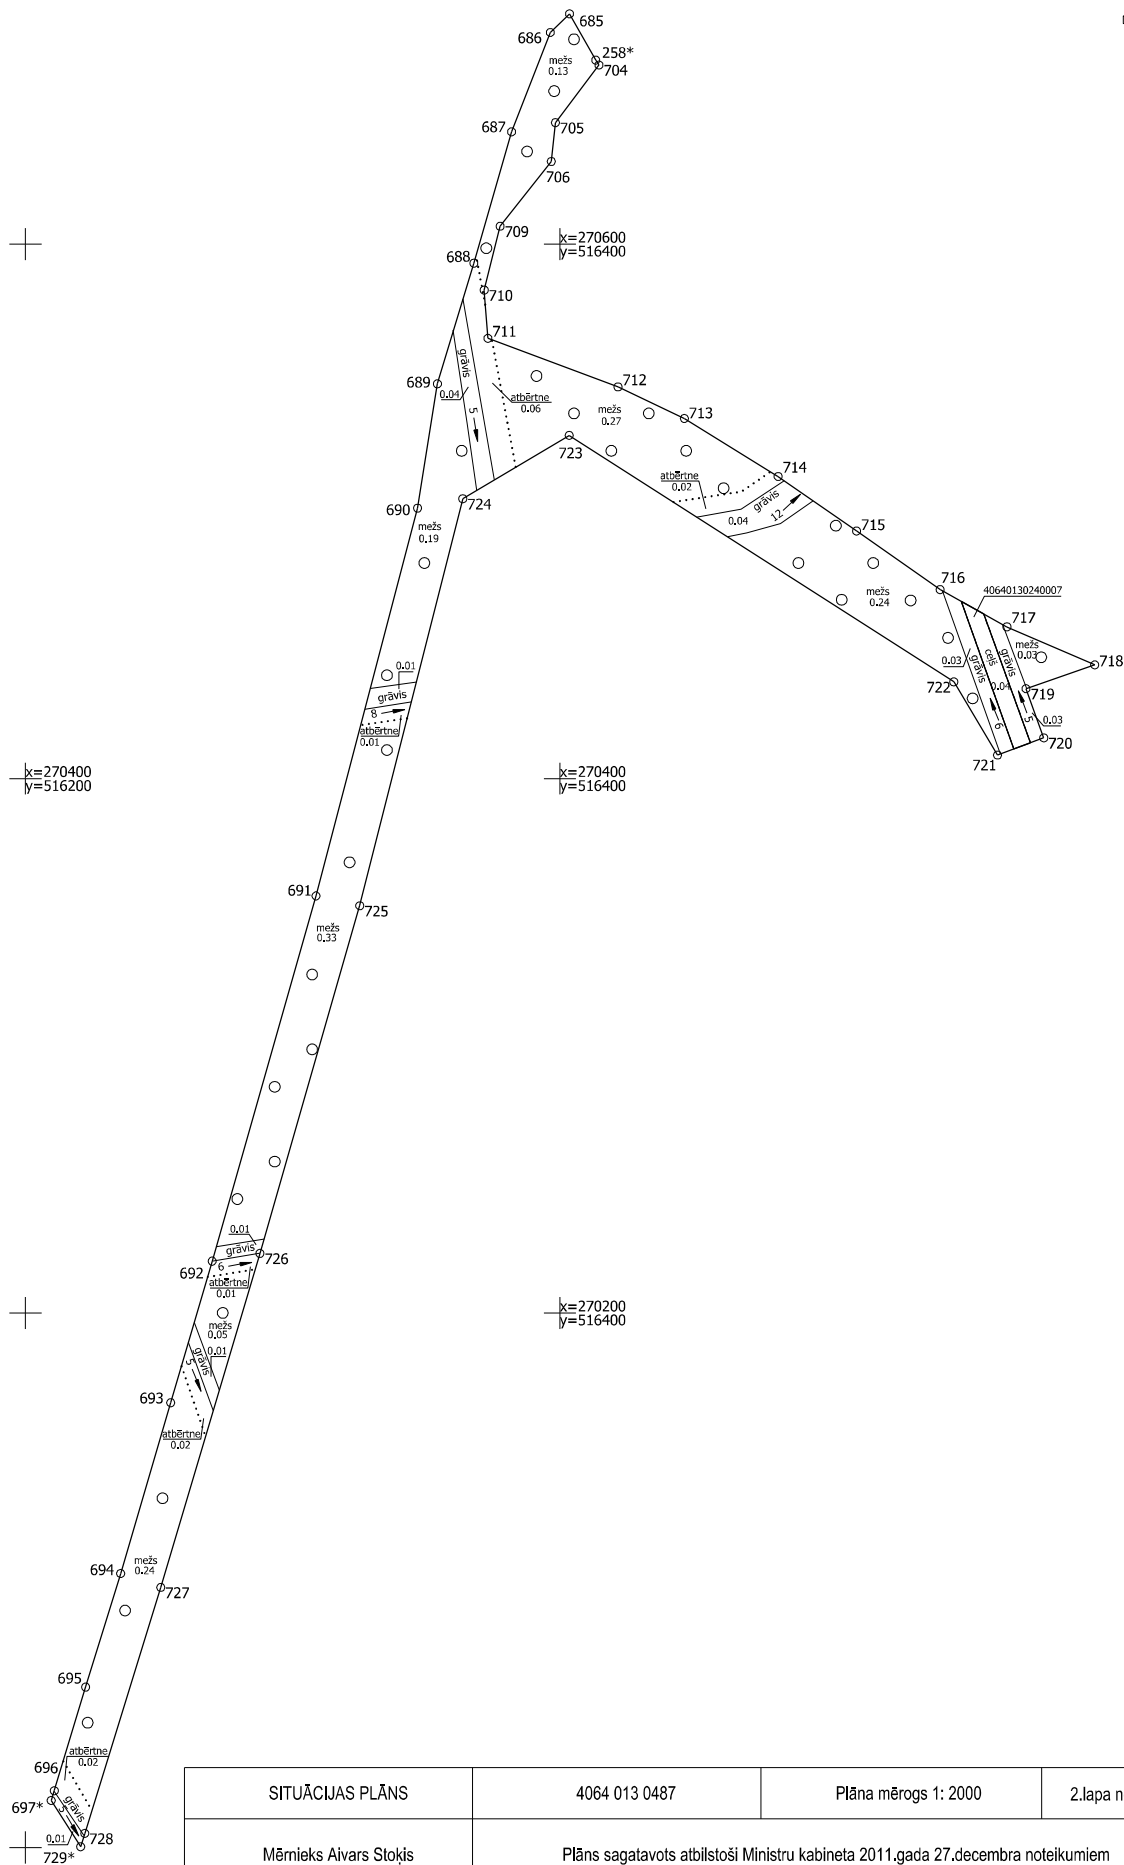 685
686
258*
704
mežs
0.13
687
705
706
709
x=270600
y=516400
688
710
711
grāvis
689
0.04
5
atbērtne
0.06
712
mežs
0.27
713
723
714
atbērtne
0.02
grāvis
0.04
12
724
690
mežs
0.19
715
716
40640130240007
mežs
0.24
717
mežs
0.03
718
0.03
grāvis
ceļš
grāvis
0.04
719
722
6
5
0.03
720
721
0.01
grāvis
8
atbērtne
0.01
x=270400
y=516200
x=270400
y=516400
691
725
mežs
0.33
0.01
grāvis
726
692
6
atbērtne
0.01
x=270200
y=516400
mežs
0.05
grāvis
0.01
5
693
atbērtne
0.02
694
mežs
0.24
727
695
atbērtne
0.02
696
697*
grāvis
5
0.01
728
729*
SITUĀCIJAS PLĀNS
4064 013 0487
Plāna mērogs 1: 2000
2.lapa n
Mērnieks Aivars Stoķis
Plāns sagatavots atbilstoši Ministru kabineta 2011.gada 27.decembra noteikumiem